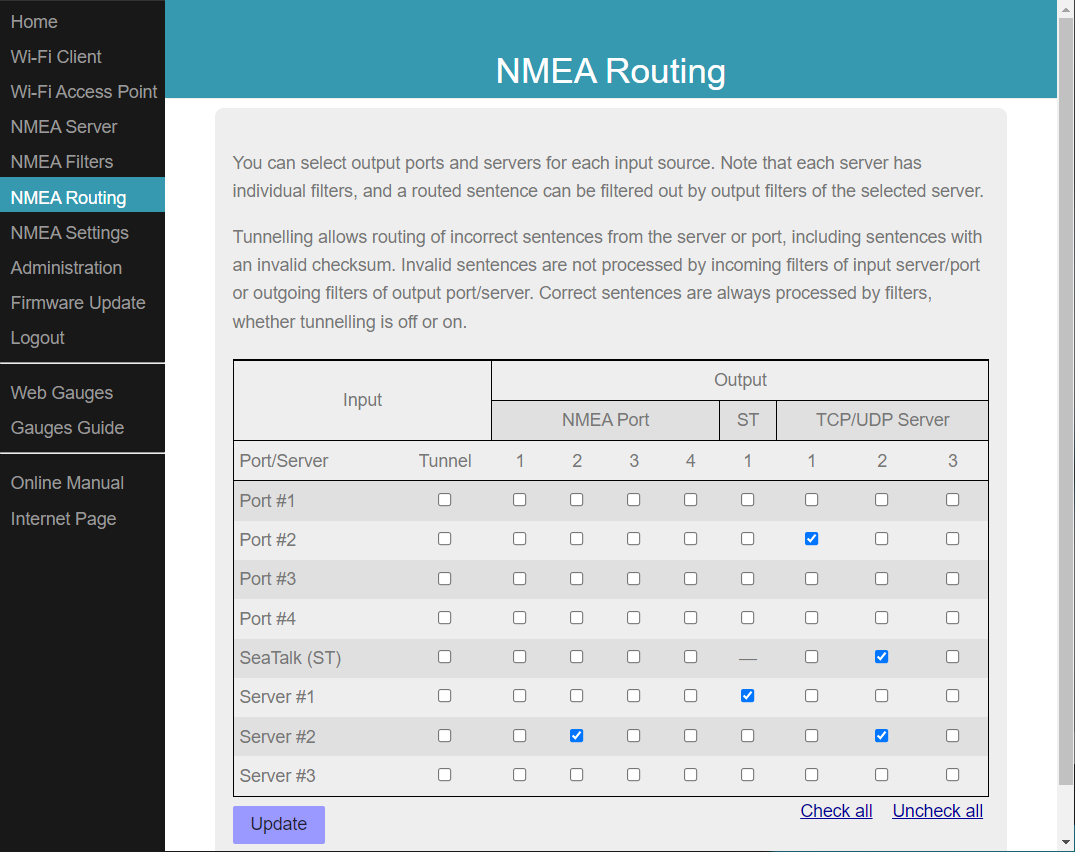 Home
Wi-Fi Client
Wi-Fi Access Point
NMEA Server
NMEA Filters
NMEA Routing
NMEA Settings
Administration
Firmware Update
Logout
Web Gauges
Gauges Guide
Online Manual
Internet Page
NMEA Routing
You can select output ports and servers for each input source. Note that each server has
individual filters, and a routed sentence can be filtered out by output filters of the selected server.
Tunnelling allows routing of incorrect sentences from the server or port, including sentences with
an invalid checksum. Invalid sentences are not processed by incoming filters of input server/port
or outgoing filters of output port/server. Correct sentences are always processed by filters,
whether tunnelling is off or on.
Input Output
NMEA Port ST TCP/UDP Server
Port/Server Tunnel 1 2 3 4 1 1 2 3
Port #1
Port #2
Port #3
Port #4
SeaTalk (ST) —
Server #1
Server #2
Server #3
Update Check all Uncheck all